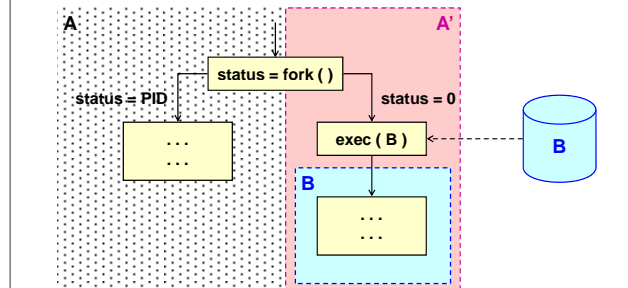 A
A’
status = fork ( )
status = PID
status = 0
. . .
. . .
exec ( B )
B
B
. . .
. . .